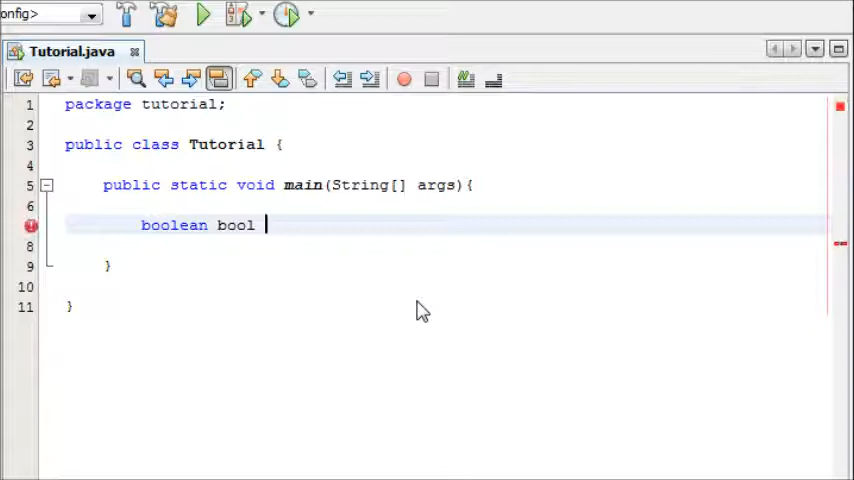 onfig>
Tutorial.java
1 package tutorial;
2
3 public class Tutorial {
4
5 public static void main(String[] args){
6
boolean bool
8
9 }
10
11 }